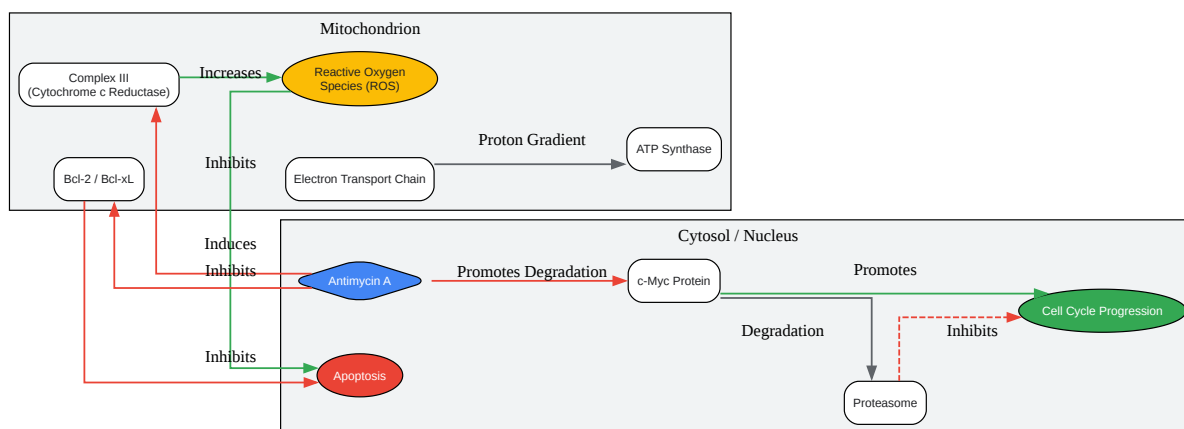 Mitochondrion
Complex III
(Cytochrome c Reductase)
Increases
Reactive Oxygen
Species (ROS)
Proton Gradient
ATP Synthase
Inhibits
Bcl-2 / Bcl-xL
Electron Transport Chain
Cytosol / Nucleus
Induces
Inhibits
Antimycin A
Promotes Degradation
c-Myc Protein
Promotes
Cell Cycle Progression
Degradation
Inhibits
Inhibits
Apoptosis
Proteasome